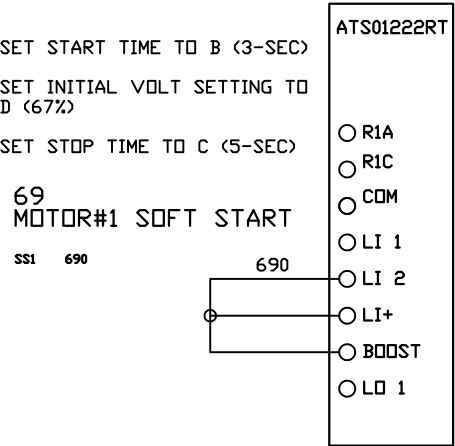 ATS01222RT
SET START TIME TO B (3-SEC)
SET INITIAL VOLT SETTING TO
D (67%)
SET STOP TIME TO C (5-SEC)
69
MOTOR#1 SOFT START
SS1 690
690
R1A
R1C
COM
LI 1
LI 2
LI+
BOOST
LO 1